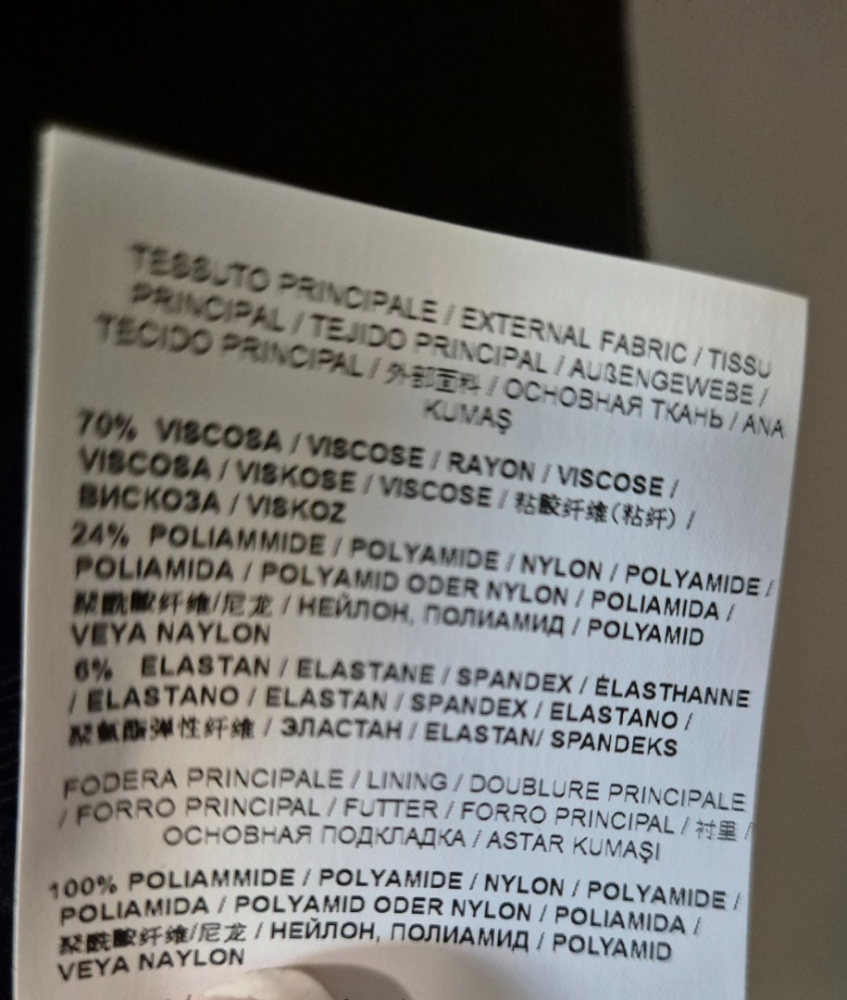 TESSUTO PRINCIPALE / EXTERNAL FABRIC / TISSU
PRINCIPAL / TEJIDO PRINCIPAL / AUßENGEWEBE /
TECIDO PRINCIPAL / 外部面料 / ОСНОВНАЯ ТКАНЬ / ANA
KUMAŞ
70% VISCOSA / VISCOSE / RAYON / VISCOSE /
VISCOSA / VISKOSE / VISCOSE / 粘胶纤维(粘纤) /
ВИСКОЗА / VISKOZ
24% POLIAMMIDE / POLYAMIDE / NYLON / POLYAMIDE /
POLIAMIDA / POLYAMID ODER NYLON / POLIAMIDA /
聚酰胺纤维/尼龙 / НЕЙЛОН, ПОЛИАМИД / POLYAMID
VEYA NAYLON
6% ELASTAN / ELASTANE / SPANDEX / ÉLASTHANNE
/ ELASTANO / ELASTAN / SPANDEX / ELASTANO /
聚氨酯弹性纤维 / ЭЛАСТАН / ELASTAN/ SPANDEKS
FODERA PRINCIPALE / LINING / DOUBLURE PRINCIPALE
/ FORRO PRINCIPAL / FUTTER / FORRO PRINCIPAL / 衬里 /
ОСНОВНАЯ ПОДКЛАДКА / ASTAR KUMAŞI
100% POLIAMMIDE / POLYAMIDE / NYLON / POLYAMIDE /
POLIAMIDA / POLYAMID ODER NYLON / POLIAMIDA /
聚酰胺纤维/尼龙 / НЕЙЛОН, ПОЛИАМИД / POLYAMID
VEYA NAYLON